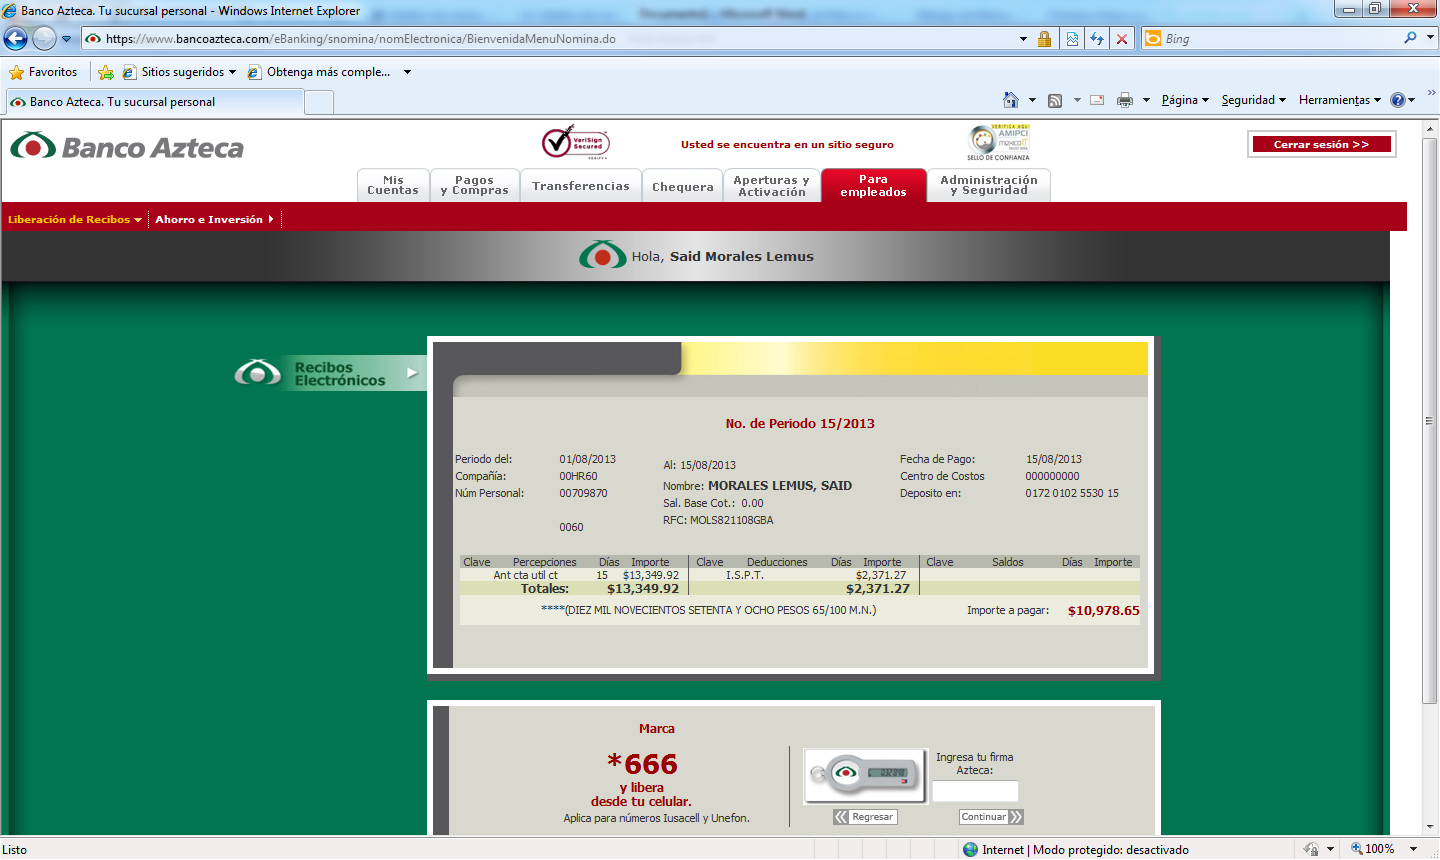 Banco Azteca. Tu sucursal personal - Windows Internet Explorer
https://www.bancoazteca.com/eBanking/snomina/nomElectronica/BienvenidaMenuNomina.do
Bing
Favoritos
Sitios sugeridos
Obtenga más comple...
Banco Azteca. Tu sucursal personal
Página
Seguridad
Herramientas
Banco Azteca
VeriSign
Secured
VERIFY
Usted se encuentra en un sitio seguro
VERIFICA AQUI
AMIPCI
SELLO DE CONFIANZA
Cerrar sesión >>
Mis
Cuentas
Pagos
y Compras
Transferencias
Chequera
Aperturas y
Activación
Para
empleados
Administración
y Seguridad
Liberación de Recibos
Ahorro e Inversión
Hola, Said Morales Lemus
Recibos
Electrónicos
No. de Periodo 15/2013
Periodo del: 01/08/2013 Al: 15/08/2013 Fecha de Pago: 15/08/2013
Compañía: 00HR60 Nombre: MORALES LEMUS, SAID Centro de Costos 000000000
Núm Personal: 00709870 Sal. Base Cot.: 0.00 Deposito en: 0172 0102 5530 15
RFC: MOLS821108GBA
0060
Clave Percepciones Días Importe Clave Deducciones Días Importe Clave Saldos Días Importe
Ant cta util ct 15 $13,349.92 I.S.P.T. $2,371.27
Totales: $13,349.92 $2,371.27
****(DIEZ MIL NOVECIENTOS SETENTA Y OCHO PESOS 65/100 M.N.) Importe a pagar: $10,978.65
Marca
*666
y libera
desde tu celular.
Aplica para números Iusacell y Unefon.
Ingresa tu firma
Azteca:
Regresar
Continuar
Listo
Internet | Modo protegido: desactivado
100%